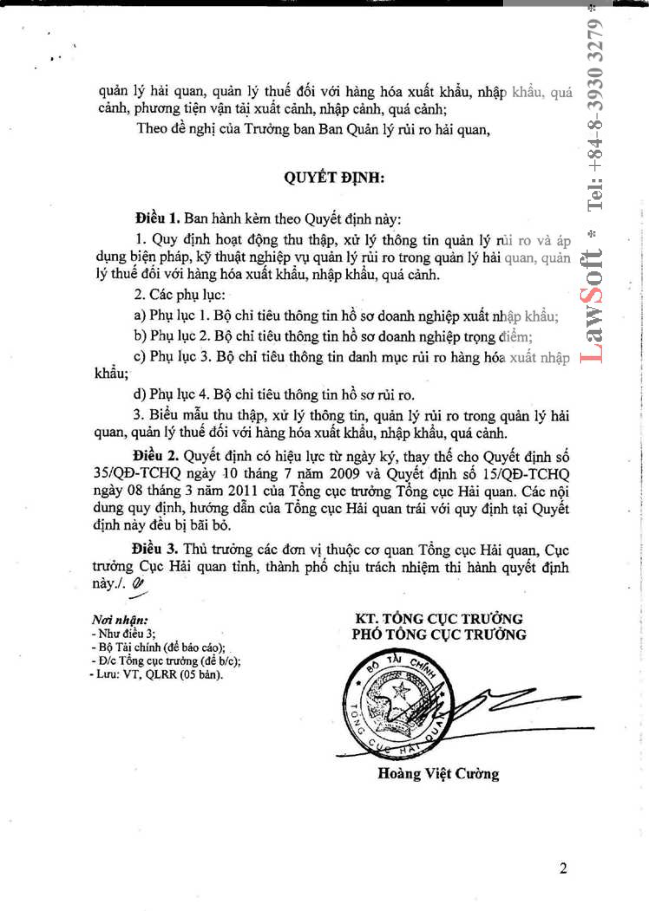 quản lý hải quan, quản lý thuế đối với hàng hóa xuất khẩu, nhập khẩu, quá
cảnh, phương tiện vận tải xuất cảnh, nhập cảnh, quá cảnh;
Theo đề nghị của Trưởng ban Ban Quản lý rủi ro hải quan,
QUYẾT ĐỊNH:
Điều 1. Ban hành kèm theo Quyết định này:
1. Quy định hoạt động thu thập, xử lý thông tin quản lý rủi ro và áp
dụng biện pháp, kỹ thuật nghiệp vụ quản lý rủi ro trong quản lý hải quan, quản
lý thuế đối với hàng hóa xuất khẩu, nhập khẩu, quá cảnh.
2. Các phụ lục:
a) Phụ lục 1. Bộ chỉ tiêu thông tin hồ sơ doanh nghiệp xuất nhập khẩu;
b) Phụ lục 2. Bộ chỉ tiêu thông tin hồ sơ doanh nghiệp trọng điểm;
c) Phụ lục 3. Bộ chỉ tiêu thông tin danh mục rủi ro hàng hóa xuất nhập
khẩu;
d) Phụ lục 4. Bộ chỉ tiêu thông tin hồ sơ rủi ro.
3. Biểu mẫu thu thập, xử lý thông tin, quản lý rủi ro trong quản lý hải
quan, quản lý thuế đối với hàng hóa xuất khẩu, nhập khẩu, quá cảnh.
Điều 2. Quyết định có hiệu lực từ ngày ký, thay thế cho Quyết định số
35/QĐ-TCHQ ngày 10 tháng 7 năm 2009 và Quyết định số 15/QĐ-TCHQ
ngày 08 tháng 3 năm 2011 của Tổng cục trưởng Tổng cục Hải quan. Các nội
dung quy định, hướng dẫn của Tổng cục Hải quan trái với quy định tại Quyết
định này đều bị bãi bỏ.
Điều 3. Thủ trưởng các đơn vị thuộc cơ quan Tổng cục Hải quan, Cục
trưởng Cục Hải quan tỉnh, thành phố chịu trách nhiệm thi hành quyết định
này./.
Nơi nhận:
- Như điều 3;
- Bộ Tài chính (để báo cáo);
- Đ/c Tổng cục trưởng (để b/c);
- Lưu: VT, QLRR (05 bản).
KT. TỔNG CỤC TRƯỞNG
PHÓ TỔNG CỤC TRƯỞNG
BỘ TÀI CHÍNH
TỔNG CỤC HẢI QUAN
Hoàng Việt Cường
2
LawSoft * Tel: +84-8-3930 3279 *